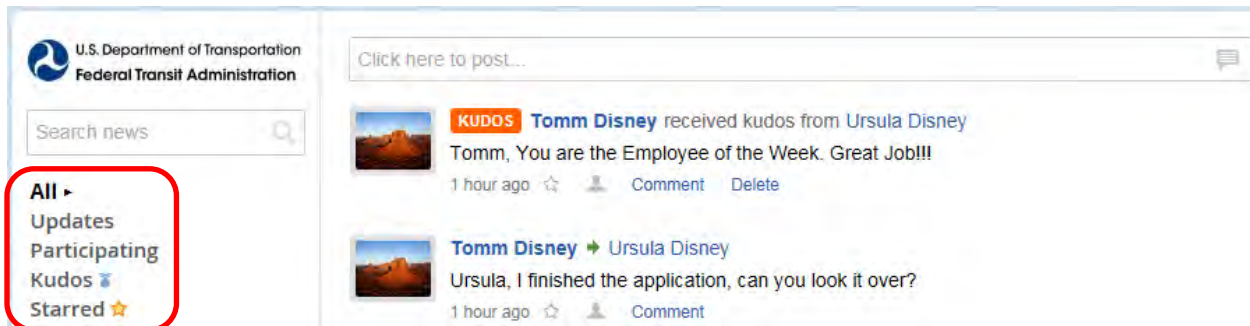 U.S. Department of Transportation
Federal Transit Administration
Search news
All
Updates
Participating
Kudos
Starred
Click here to post...
KUDOS Tomm Disney received kudos from Ursula Disney
Tomm, You are the Employee of the Week. Great Job!!!
1 hour ago Comment Delete
Tomm Disney Ursula Disney
Ursula, I finished the application, can you look it over?
1 hour ago Comment